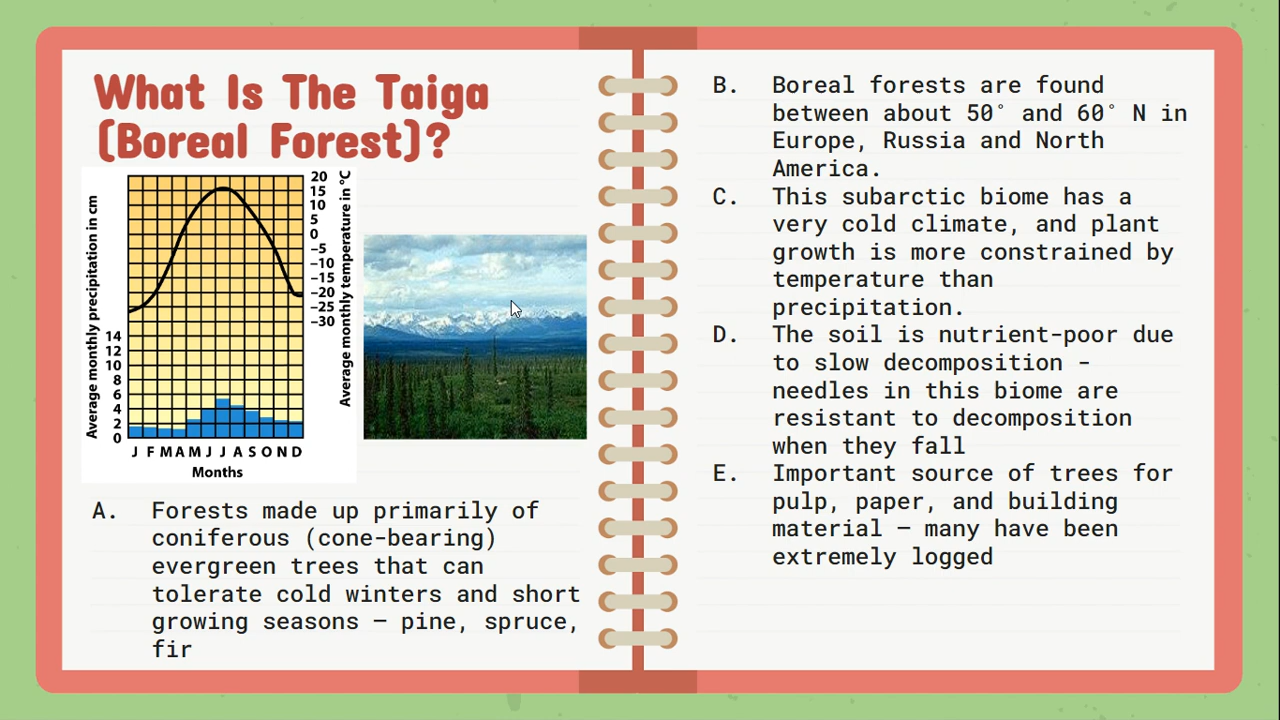 What Is The Taiga
(Boreal Forest)?
Average monthly precipitation in cm
14
12
10
8
6
4
2
0
20
15
10
5
0
–5
–10
–15
–20
–25
–30
Average monthly temperature in °C
J F M A M J J A S O N D
Months
A. Forests made up primarily of
coniferous (cone-bearing)
evergreen trees that can
tolerate cold winters and short
growing seasons – pine, spruce,
fir
B. Boreal forests are found
between about 50° and 60° N in
Europe, Russia and North
America.
C. This subarctic biome has a
very cold climate, and plant
growth is more constrained by
temperature than
precipitation.
D. The soil is nutrient-poor due
to slow decomposition -
needles in this biome are
resistant to decomposition
when they fall
E. Important source of trees for
pulp, paper, and building
material – many have been
extremely logged